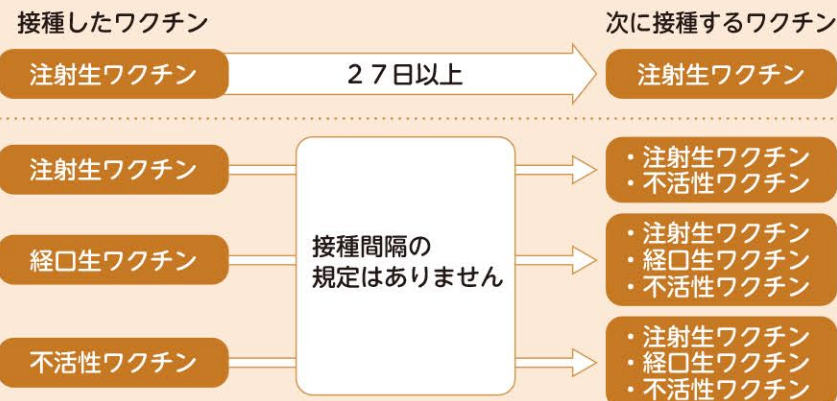 接種したワクチン
次に接種するワクチン
注射生ワクチン
27日以上
注射生ワクチン
注射生ワクチン
・注射生ワクチン
・不活性ワクチン
経口生ワクチン
接種間隔の
規定はありません
・注射生ワクチン
・経口生ワクチン
・不活性ワクチン
不活性ワクチン
・注射生ワクチン
・経口生ワクチン
・不活性ワクチン